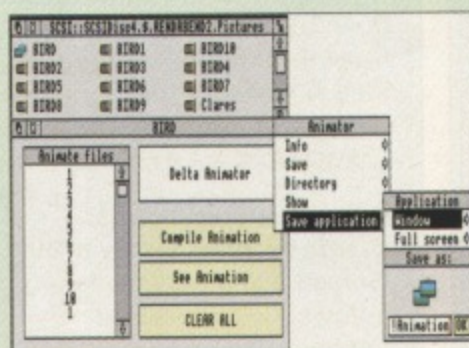 SCSI::SCSIDisc4.$.RENDRBEND2.Pictures
BIRD BIRD1 BIRD10
BIRD2 BIRD3 BIRD4
BIRD5 BIRD6 BIRD7
BIRD8 BIRD9 Clares
BIRD
Animate files
1
2
3
4
5
6
7
8
9
10
1
Delta Animator
Compile Animation
See Animation
CLEAR ALL
Animator
Info
Save
Directory
Show
Save application
Application
Window
Full screen
Save as:
!Animation OK